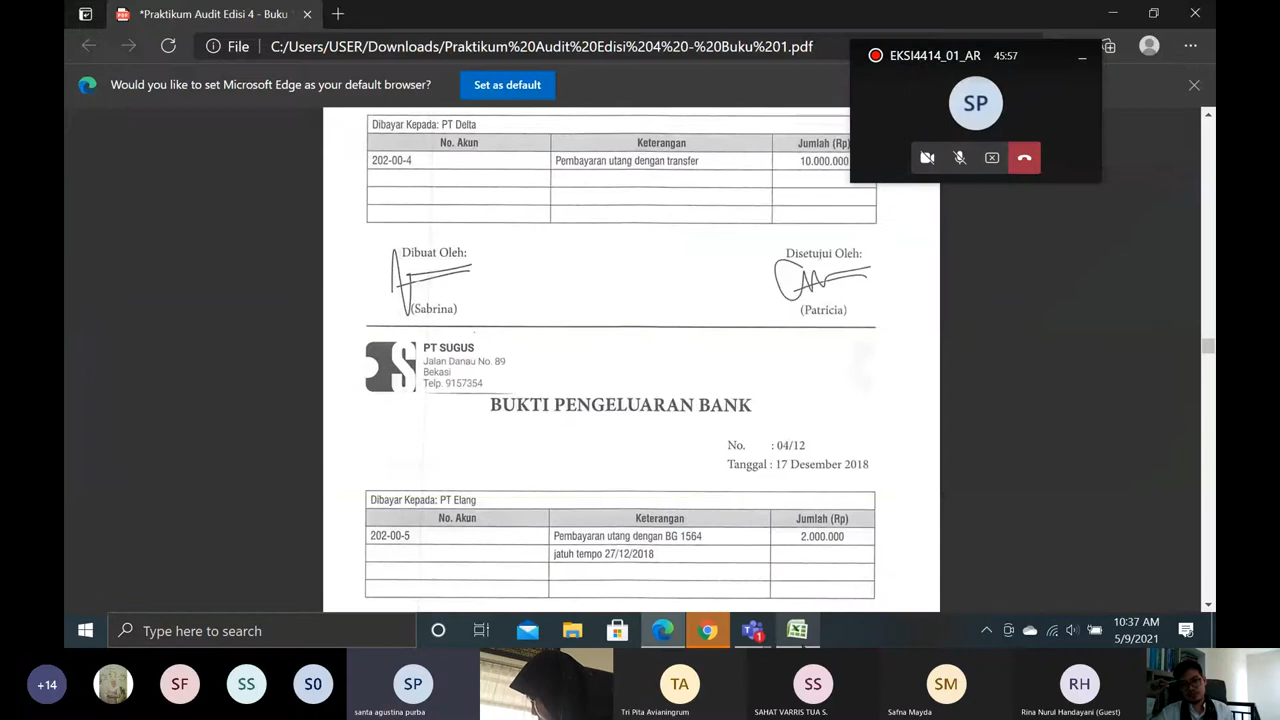 *Praktikum Audit Edisi 4 - Buku
File
C:/Users/USER/Downloads/Praktikum%20Audit%20Edisi%204%20-%20Buku%201.pdf
EKSI4414_01_AR 45:57
SP
Would you like to set Microsoft Edge as your default browser?
Set as default
Dibayar Kepada: PT Delta
No. Akun Keterangan Jumlah (Rp)
202-00-4 Pembayaran utang dengan transfer 10.000.000
Dibuat Oleh: Disetujui Oleh:
(Sabrina) (Patricia)
S
PT SUGUS
Jalan Danau No. 89
Bekasi
Telp. 9157354
BUKTI PENGELUARAN BANK
No. : 04/12
Tanggal : 17 Desember 2018
Dibayar Kepada: PT Elang
No. Akun Keterangan Jumlah (Rp)
202-00-5 Pembayaran utang dengan BG 1564 2.000.000
jatuh tempo 27/12/2018
Type here to search
1
10:37 AM
5/9/2021
+14 SF SS S0 SP TA SS SM RH
santa agustina purba Tri Pita Avianingrum SAHAT VARRIS TUA S. Safna Mayda Rina Nurul Handayani (Guest)